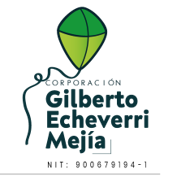 CORPORACIÓN
Gilberto
Echeverri
Mejía
NIT: 900679194-1